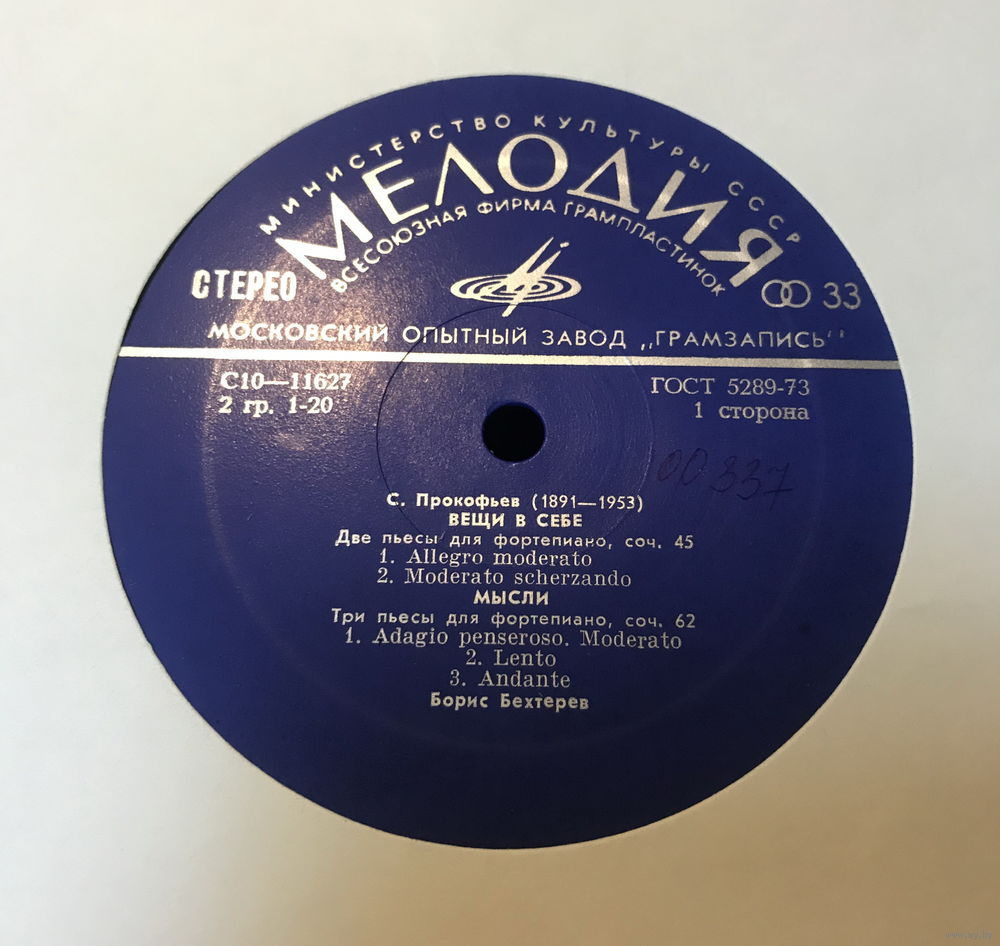 МИНИСТЕРСТВО КУЛЬТУРЫ СССР
МЕЛОДИЯ
ВСЕСОЮЗНАЯ ФИРМА ГРАМПЛАСТИНОК
СТЕРЕО
33
МОСКОВСКИЙ ОПЫТНЫЙ ЗАВОД „ГРАМЗАПИСЬ"
С10—11627
ГОСТ 5289-73
2 гр. 1-20
1 сторона
00337
С. Прокофьев (1891—1953)
ВЕЩИ В СЕБЕ
Две пьесы для фортепиано, соч. 45
1. Allegro moderato
2. Moderato scherzando
МЫСЛИ
Три пьесы для фортепиано, соч. 62
1. Adagio penseroso. Moderato
2. Lento
3. Andante
Борис Бехтерев